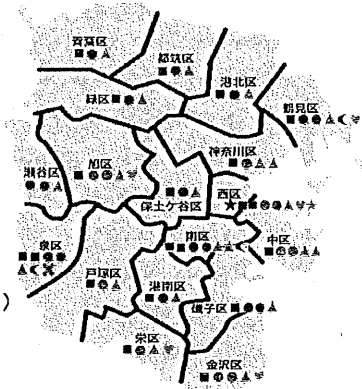 青葉区
都筑区
港北区
緑区
鶴見区
神奈川区
旭区
瀬谷区
保土ケ谷区
西区
南区
中区
泉区
戸塚区
港南区
磯子区
栄区
金沢区
)